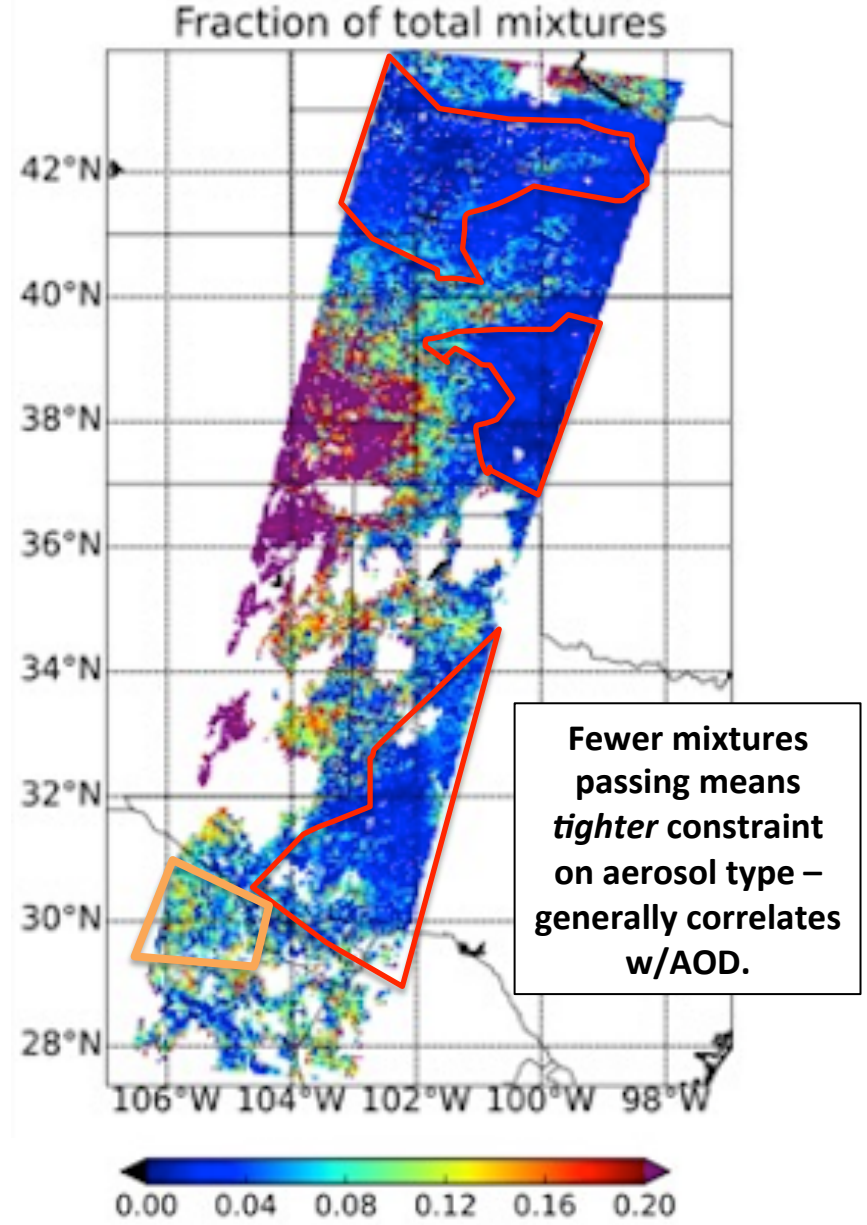 Fraction of total mixtures
42°N
40°N
38°N
36°N
34°N
32°N
30°N
28°N
Fewer mixtures
passing means
tighter constraint
on aerosol type –
generally correlates
w/AOD.
106°W 104°W 102°W 100°W 98°W
0.00 0.04 0.08 0.12 0.16 0.20